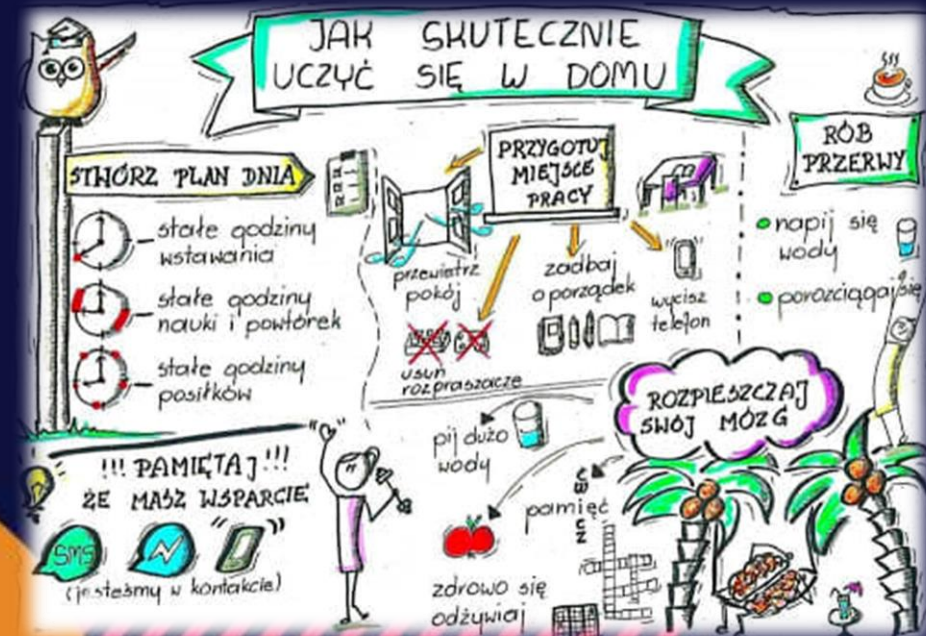 JAK SKUTECZNIE
UCZYĆ SIĘ W DOMU
STWÓRZ PLAN DNIA
stałe godziny
wstawania
stałe godziny
nauki i powtórek
stałe godziny
posiłków
PRZYGOTUJ
MIEJSCE
PRACY
przewietrz
pokój
usuń
rozpraszacze
zadbaj
o porządek
wycisz
telefon
RÓB
PRZERWY
napij się
wody
porozciągaj się
ROZPIESZCZAJ
SWÓJ MÓZG
pij dużo
wody
ćwicz
pamięć
zdrowo się
odżywiaj
!!! PAMIĘTAJ !!!
ŻE MASZ WSPARCIE
SMS
(jesteśmy w kontakcie)